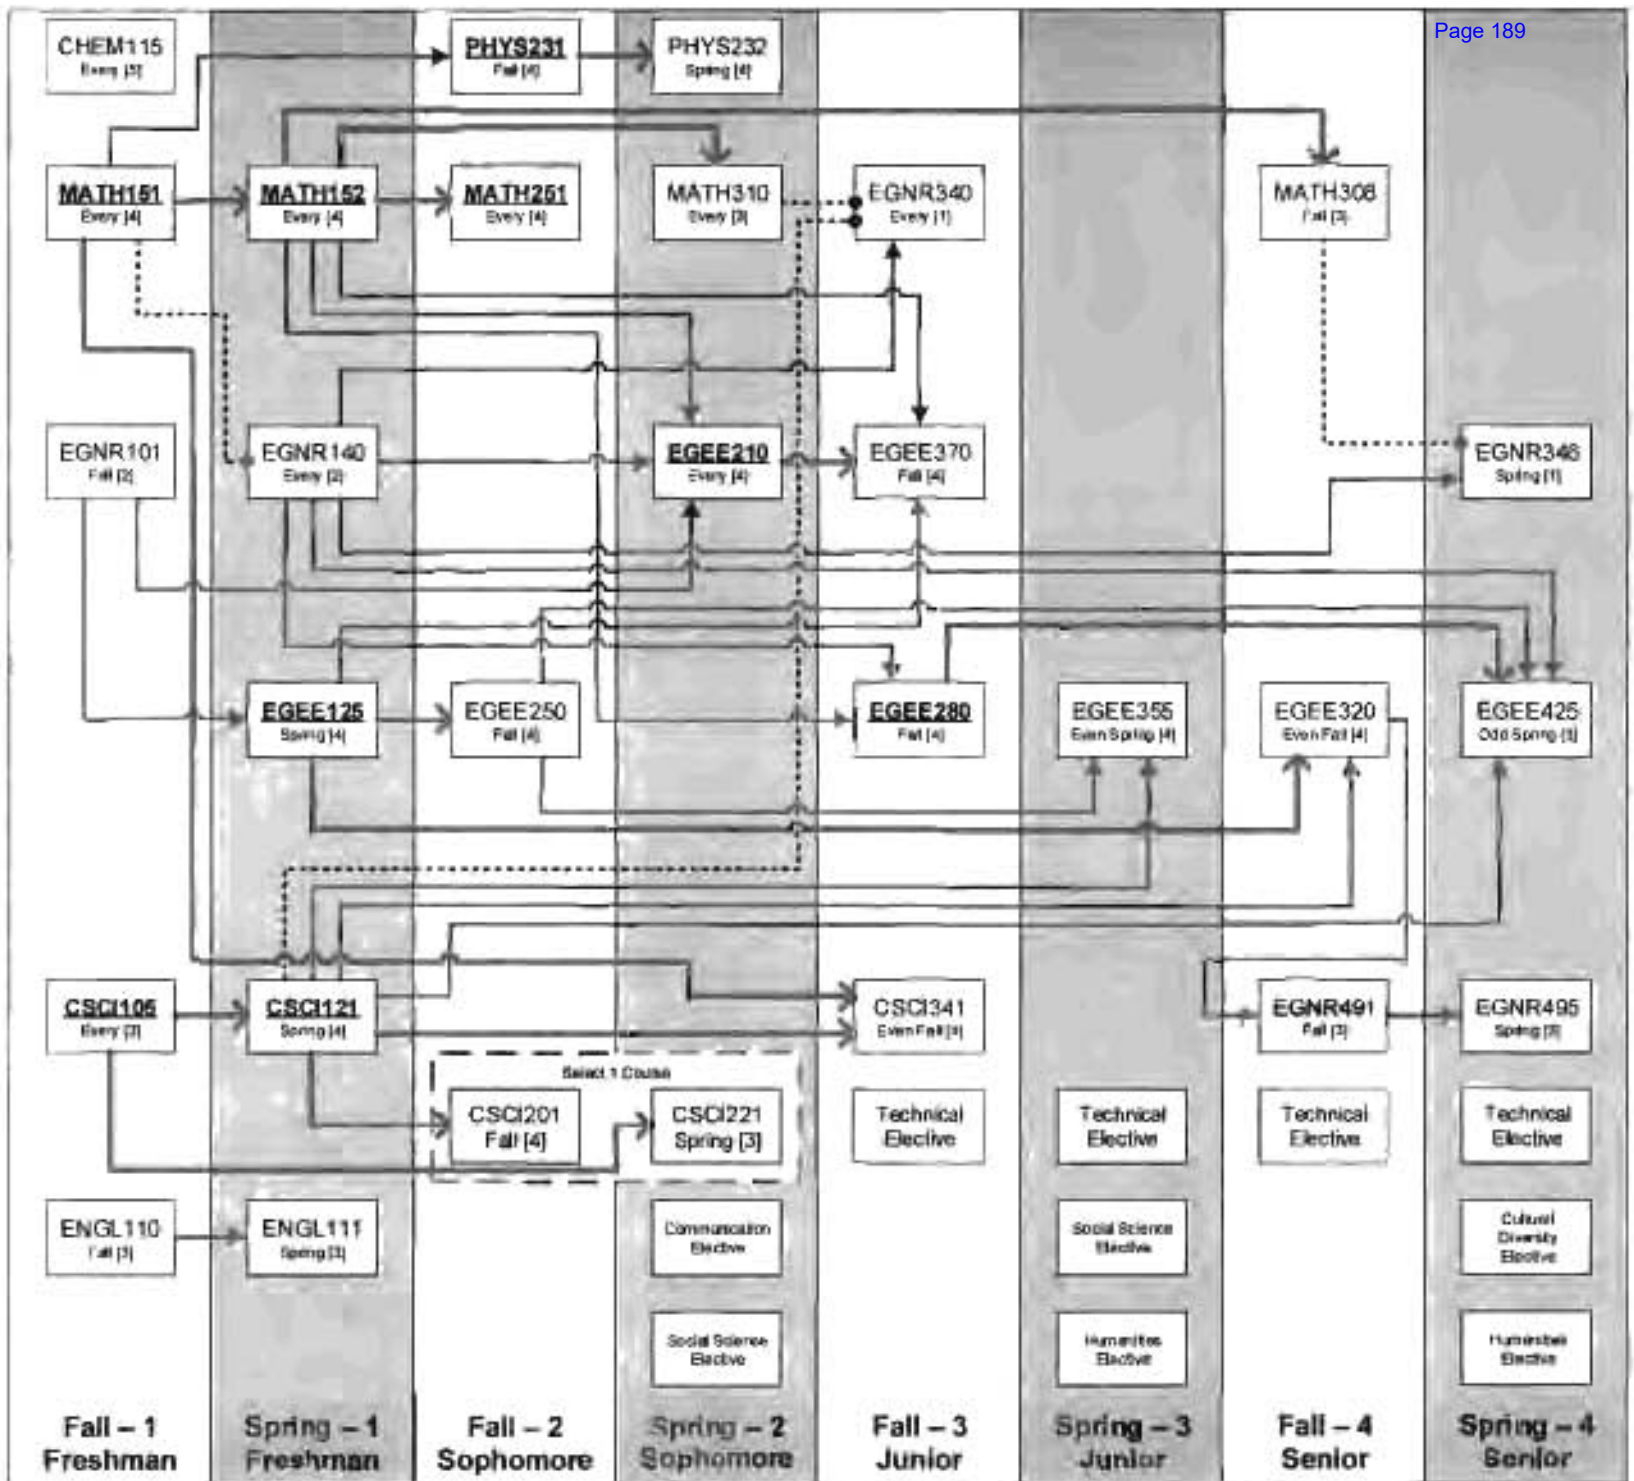 Page 189
CHEM115
Every [5]
PHYS231
Fall [4]
PHYS232
Spring [4]
MATH151
Every [4]
MATH152
Every [4]
MATH251
Every [4]
MATH310
Every [3]
EGNR340
Every [1]
MATH308
Fall [3]
EGNR101
Fall [2]
EGNR140
Every [2]
EGEE210
Every [4]
EGEE370
Fall [4]
EGNR346
Spring [1]
EGEE125
Spring [4]
EGEE250
Fall [4]
EGEE280
Fall [4]
EGEE355
Even Spring [4]
EGEE320
Even Fall [4]
EGEE425
Odd Spring [3]
CSCI105
Every [3]
CSCI121
Spring [4]
CSCI341
Even Fall
EGNR491
Fall [3]
EGNR495
Spring [3]
Select 1 Course
CSCI201
Fall [4]
CSCI221
Spring [3]
Technical
Elective
Technical
Elective
Technical
Elective
Technical
Elective
ENGL110
Fall [3]
ENGL111
Spring [3]
Communication
Elective
Social Science
Elective
Cultural
Diversity
Elective
Social Science
Elective
Humanities
Elective
Humanities
Elective
Fall – 1
Freshman
Spring – 1
Freshman
Fall – 2
Sophomore
Spring – 2
Sophomore
Fall – 3
Junior
Spring – 3
Junior
Fall – 4
Senior
Spring – 4
Senior